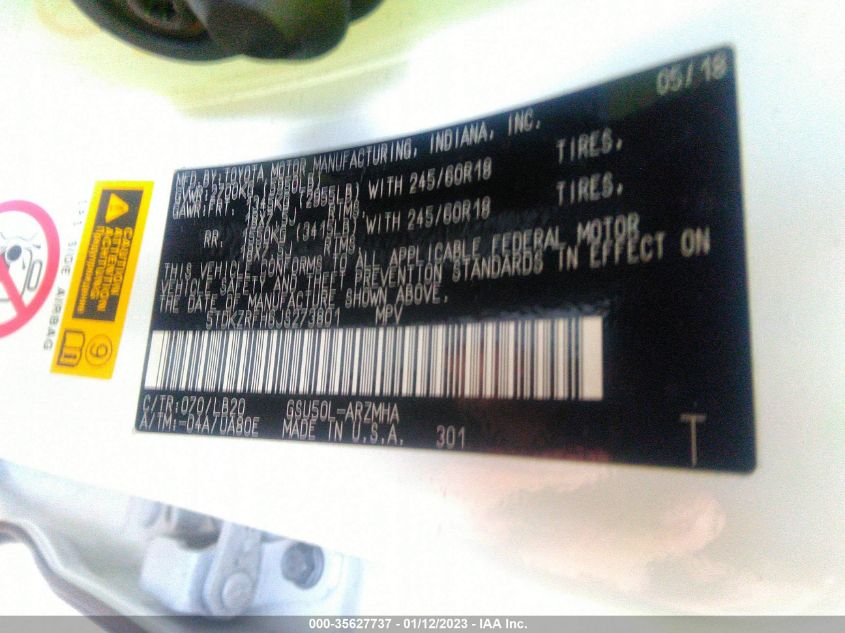 05/18
MFD.BY:TOYOTA MOTOR MANUFACTURING, INDIANA, INC.
GVWR:2700KG (5950LB)
GAWR:FRT. 1345KG (2955LB) WITH 245/60R18 TIRES,
18X7.5J RIMS,
RR. 1550KG (3415LB) WITH 245/60R18 TIRES,
18X7.5J RIMS
THIS VEHICLE CONFORMS TO ALL APPLICABLE FEDERAL MOTOR
VEHICLE SAFETY AND THEFT PREVENTION STANDARDS IN EFFECT ON
THE DATE OF MANUFACTURE SHOWN ABOVE.
5TDKZRFH6JS273801 MPV
C/TR:070/LB20 GSU50L-ARZMHA
A/TM:-04A/UA80E MADE IN U.S.A. 301
T
SIDE AIRBAG
CAUTION
ATTENTION
ACHTUNG
9
000-35627737 - 01/12/2023 - IAA Inc.